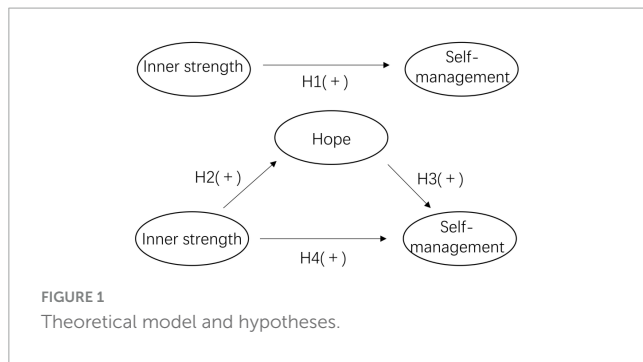 Inner strength
Self-
management
H1( + )
Hope
H2( + )
H3( + )
Inner strength
Self-
management
H4( + )
FIGURE 1
Theoretical model and hypotheses.